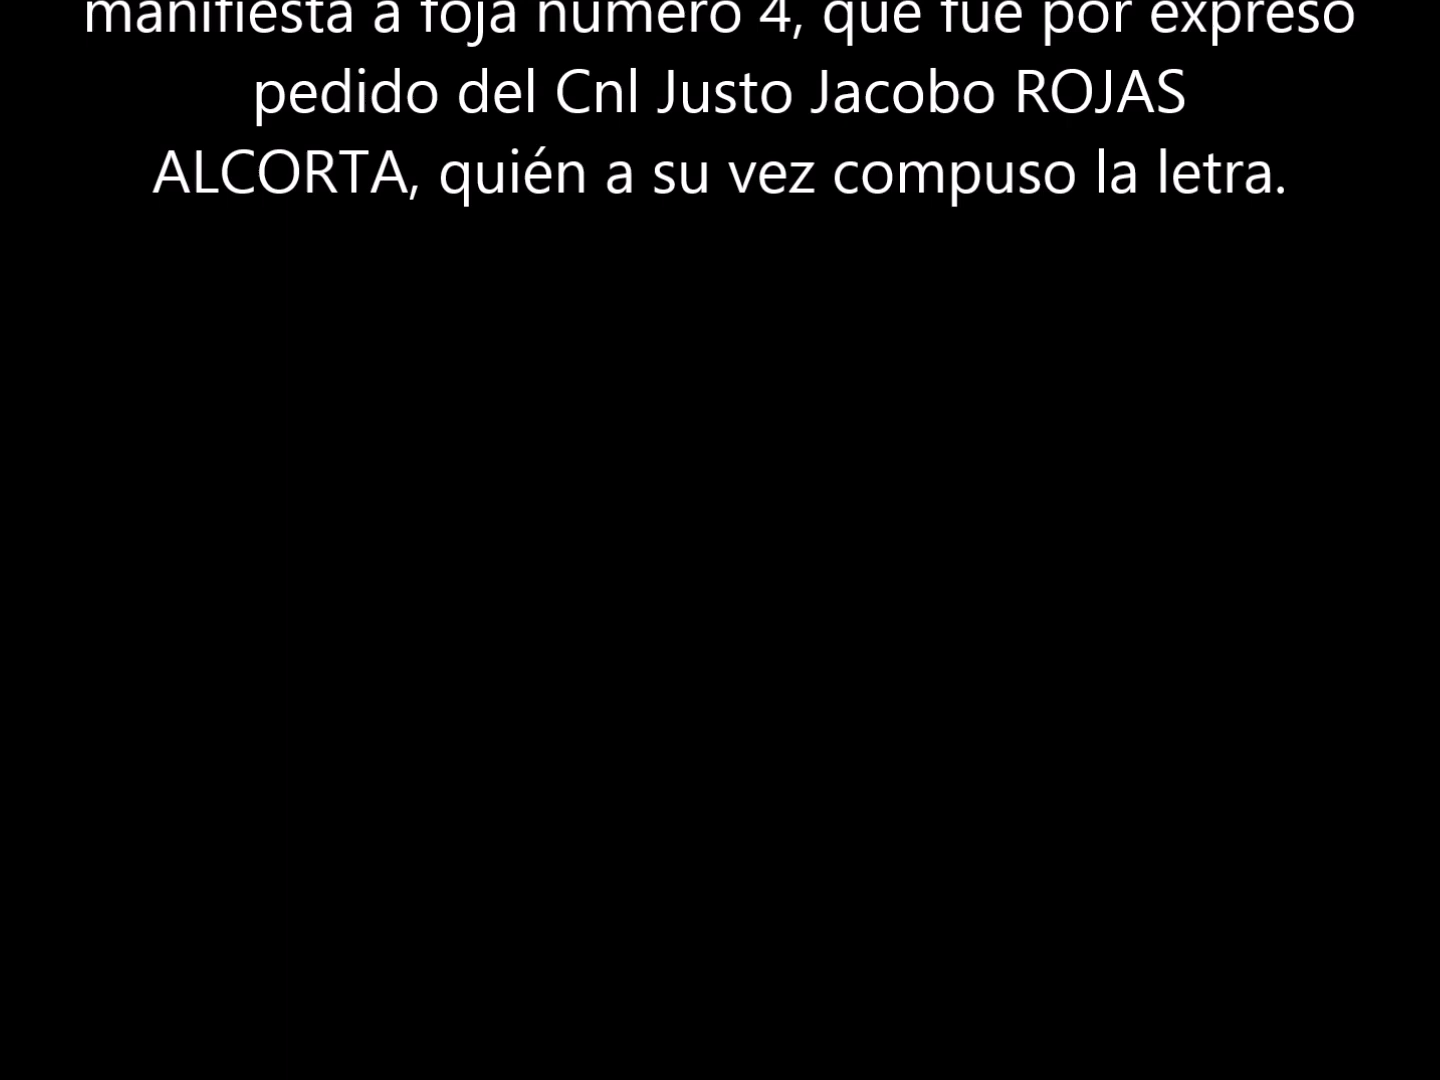 manifiesta a foja número 4, que fue por expreso
pedido del Cnl Justo Jacobo ROJAS
ALCORTA, quién a su vez compuso la letra.